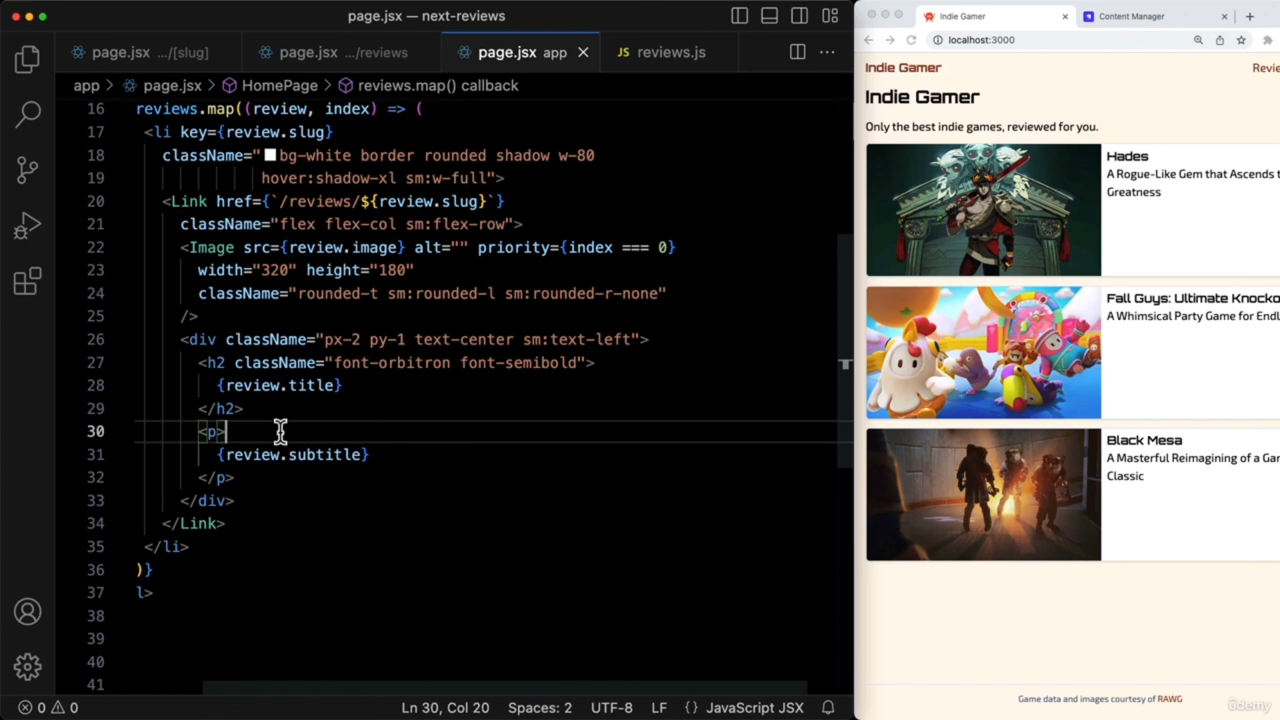 page.jsx — next-reviews
page.jsx .../[slug]
page.jsx .../reviews
page.jsx app
JS reviews.js
app > page.jsx > HomePage > reviews.map() callback
16 reviews.map((review, index) => (
17 <li key={review.slug}
18 className="bg-white border rounded shadow w-80
19 hover:shadow-xl sm:w-full">
20 <Link href={`/reviews/${review.slug}`}
21 className="flex flex-col sm:flex-row">
22 <Image src={review.image} alt="" priority={index === 0}
23 width="320" height="180"
24 className="rounded-t sm:rounded-l sm:rounded-r-none"
25 />
26 <div className="px-2 py-1 text-center sm:text-left">
27 <h2 className="font-orbitron font-semibold">
28 {review.title}
29 </h2>
30 <p>
31 {review.subtitle}
32 </p>
33 </div>
34 </Link>
35 </li>
36 )}
37 l>
38
39
40
41
0 0
Ln 30, Col 20 Spaces: 2 UTF-8 LF {} JavaScript JSX
Indie Gamer
Content Manager
localhost:3000
Indie Gamer
Revie
Indie Gamer
Only the best indie games, reviewed for you.
Hades
A Rogue-Like Gem that Ascends t
Greatness
Fall Guys: Ultimate Knocko
A Whimsical Party Game for Endl
Black Mesa
A Masterful Reimagining of a Gar
Classic
Game data and images courtesy of RAWG
ûdemy